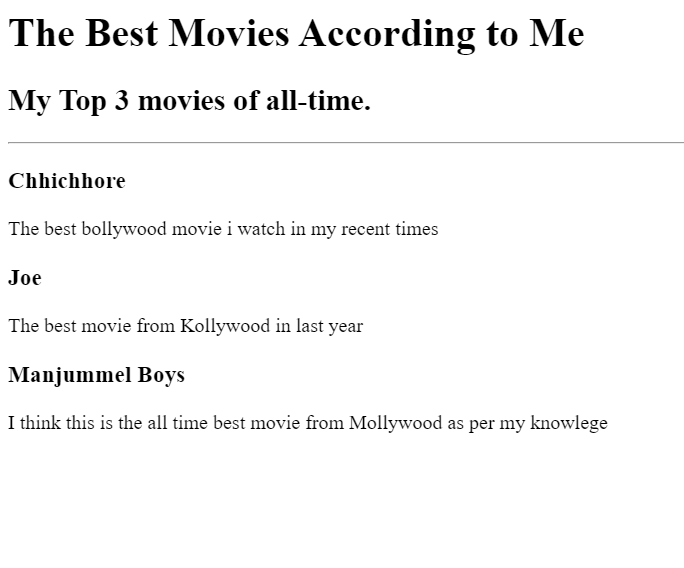 The Best Movies According to Me
My Top 3 movies of all-time.
Chhichhore
The best bollywood movie i watch in my recent times
Joe
The best movie from Kollywood in last year
Manjummel Boys
I think this is the all time best movie from Mollywood as per my knowlege